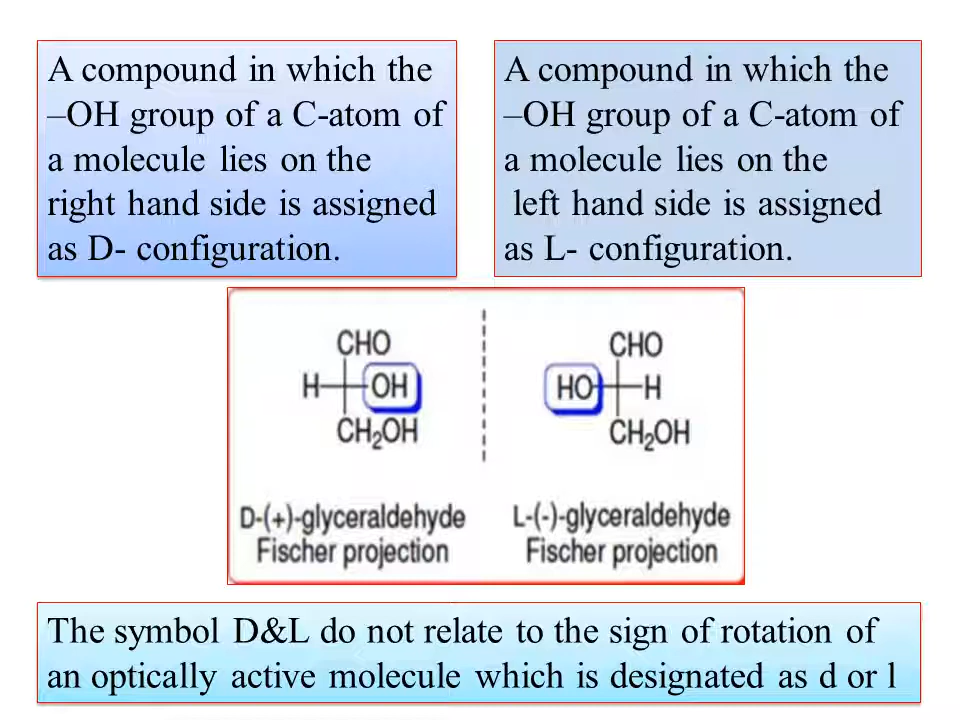 A compound in which the
–OH group of a C-atom of
a molecule lies on the
right hand side is assigned
as D- configuration.
A compound in which the
–OH group of a C-atom of
a molecule lies on the
left hand side is assigned
as L- configuration.
CHO
H OH
CH₂OH
D-(+)-glyceraldehyde
Fischer projection
CHO
HO H
CH₂OH
L-(-)-glyceraldehyde
Fischer projection
The symbol D&L do not relate to the sign of rotation of
an optically active molecule which is designated as d or l